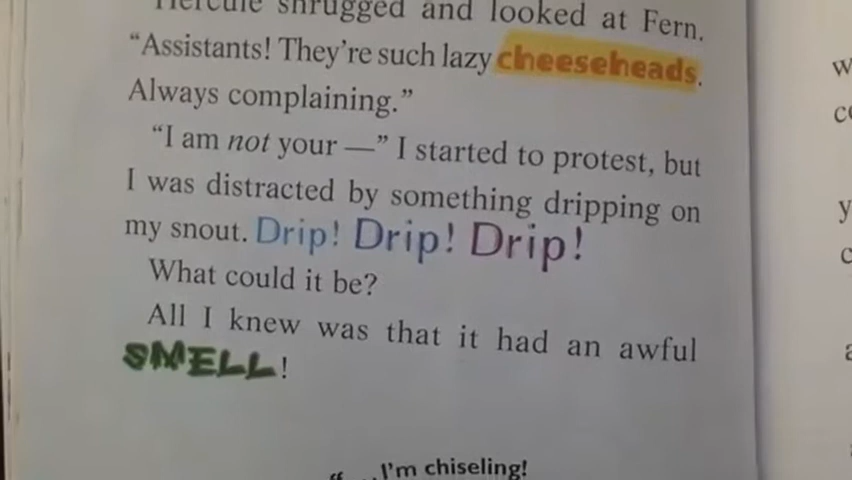 Hercule shrugged and looked at Fern.
“Assistants! They’re such lazy cheeseheads.
Always complaining.”
“I am not your —” I started to protest, but
I was distracted by something dripping on
my snout. Drip! Drip! Drip!
What could it be?
All I knew was that it had an awful
SMELL!
“ I'm chiseling!